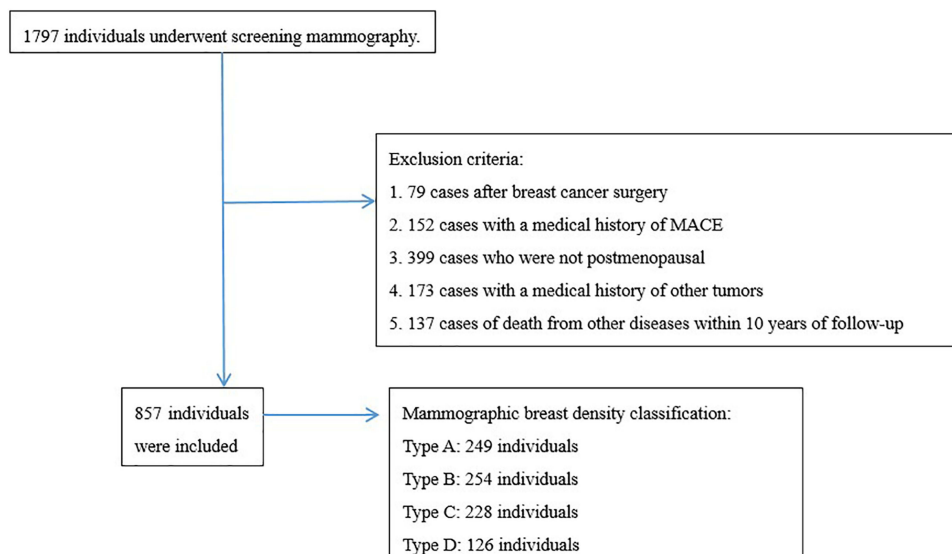 1797 individuals underwent screening mammography.
Exclusion criteria:
1. 79 cases after breast cancer surgery
2. 152 cases with a medical history of MACE
3. 399 cases who were not postmenopausal
4. 173 cases with a medical history of other tumors
5. 137 cases of death from other diseases within 10 years of follow-up
857 individuals
were included
Mammographic breast density classification:
Type A: 249 individuals
Type B: 254 individuals
Type C: 228 individuals
Type D: 126 individuals